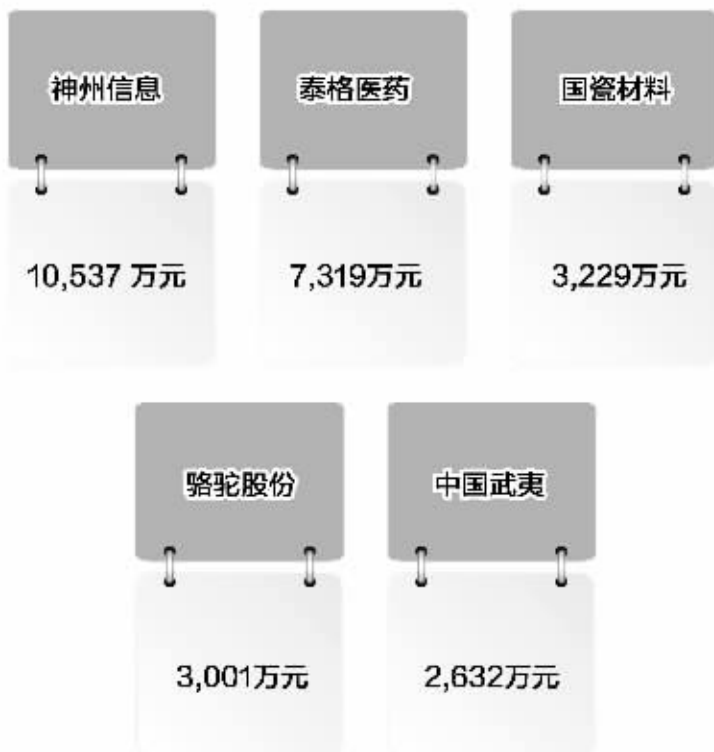 神州信息
泰格医药
国瓷材料
10,537 万元
7,319万元
3,229万元
骆驼股份
中国武夷
3,001万元
2,632万元